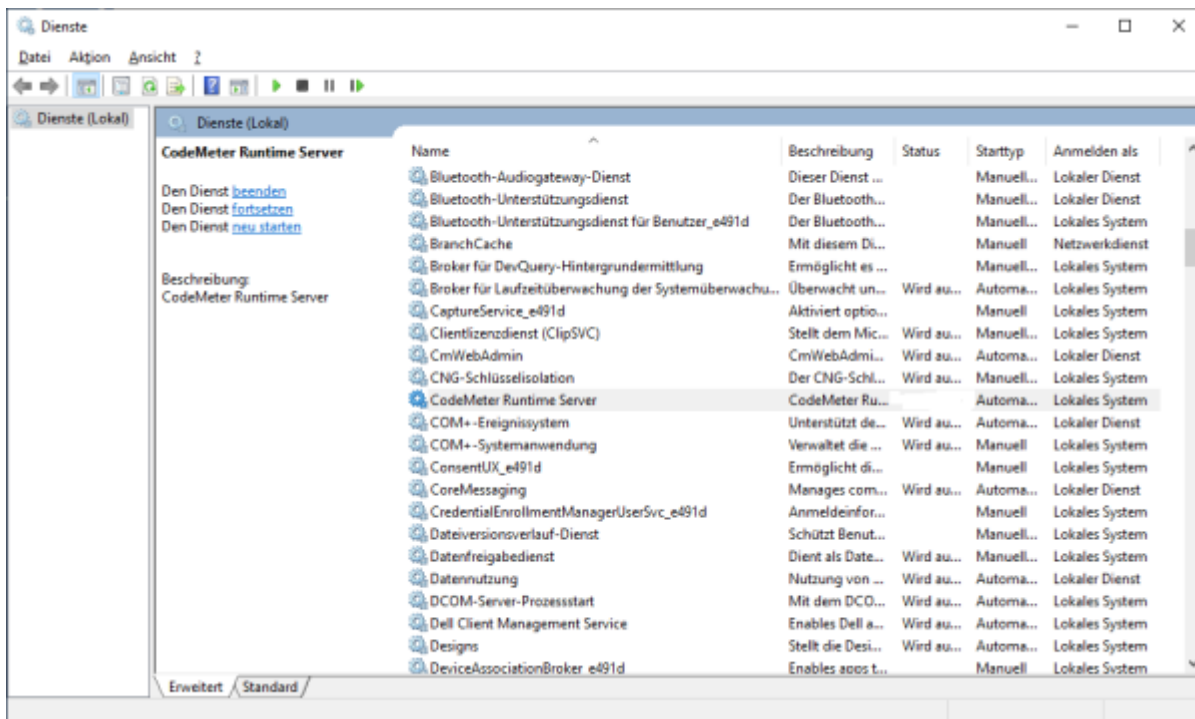 Dienste
Datei Aktion Ansicht ?
Dienste (Lokal)
Dienste (Lokal)
CodeMeter Runtime Server
Den Dienst beenden
Den Dienst fortsetzen
Den Dienst neu starten
Beschreibung:
CodeMeter Runtime Server
Name Beschreibung Status Starttyp Anmelden als
Bluetooth-Audiogateway-Dienst Dieser Dienst ... Manuell... Lokaler Dienst
Bluetooth-Unterstützungsdienst Der Bluetooth... Manuell... Lokaler Dienst
Bluetooth-Unterstützungsdienst für Benutzer_e491d Der Bluetooth... Manuell... Lokales System
BranchCache Mit diesem Di... Manuell Netzwerkdienst
Broker für DevQuery-Hintergrundermittlung Ermöglicht es ... Manuell... Lokales System
Broker für Laufzeitüberwachung der Systemüberwachu... Überwacht un... Wird au... Automa... Lokales System
CaptureService_e491d Aktiviert optio... Manuell Lokales System
Clientlizenzdienst (ClipSVC) Stellt dem Mic... Wird au... Manuell... Lokales System
CmWebAdmin CmWebAdmi... Wird au... Automa... Lokaler Dienst
CNG-Schlüsselisolation Der CNG-Schl... Wird au... Manuell... Lokales System
CodeMeter Runtime Server CodeMeter Ru... Automa... Lokales System
COM+-Ereignissystem Unterstützt de... Wird au... Automa... Lokaler Dienst
COM+-Systemanwendung Verwaltet die ... Wird au... Manuell Lokales System
ConsentUX_e491d Ermöglicht di... Manuell Lokales System
CoreMessaging Manages com... Wird au... Automa... Lokaler Dienst
CredentialEnrollmentManagerUserSvc_e491d Anmeldeinfor... Manuell Lokales System
Dateiversionsverlauf-Dienst Schützt Benut... Manuell... Lokales System
Datenfreigabedienst Dient als Date... Wird au... Manuell... Lokales System
Datennutzung Nutzung von ... Wird au... Automa... Lokaler Dienst
DCOM-Server-Prozessstart Mit dem DCO... Wird au... Automa... Lokales System
Dell Client Management Service Enables Dell a... Wird au... Automa... Lokales System
Designs Stellt die Desi... Wird au... Automa... Lokales System
DeviceAssociationBroker_e491d Enables apps t... Manuell Lokales System
Erweitert Standard